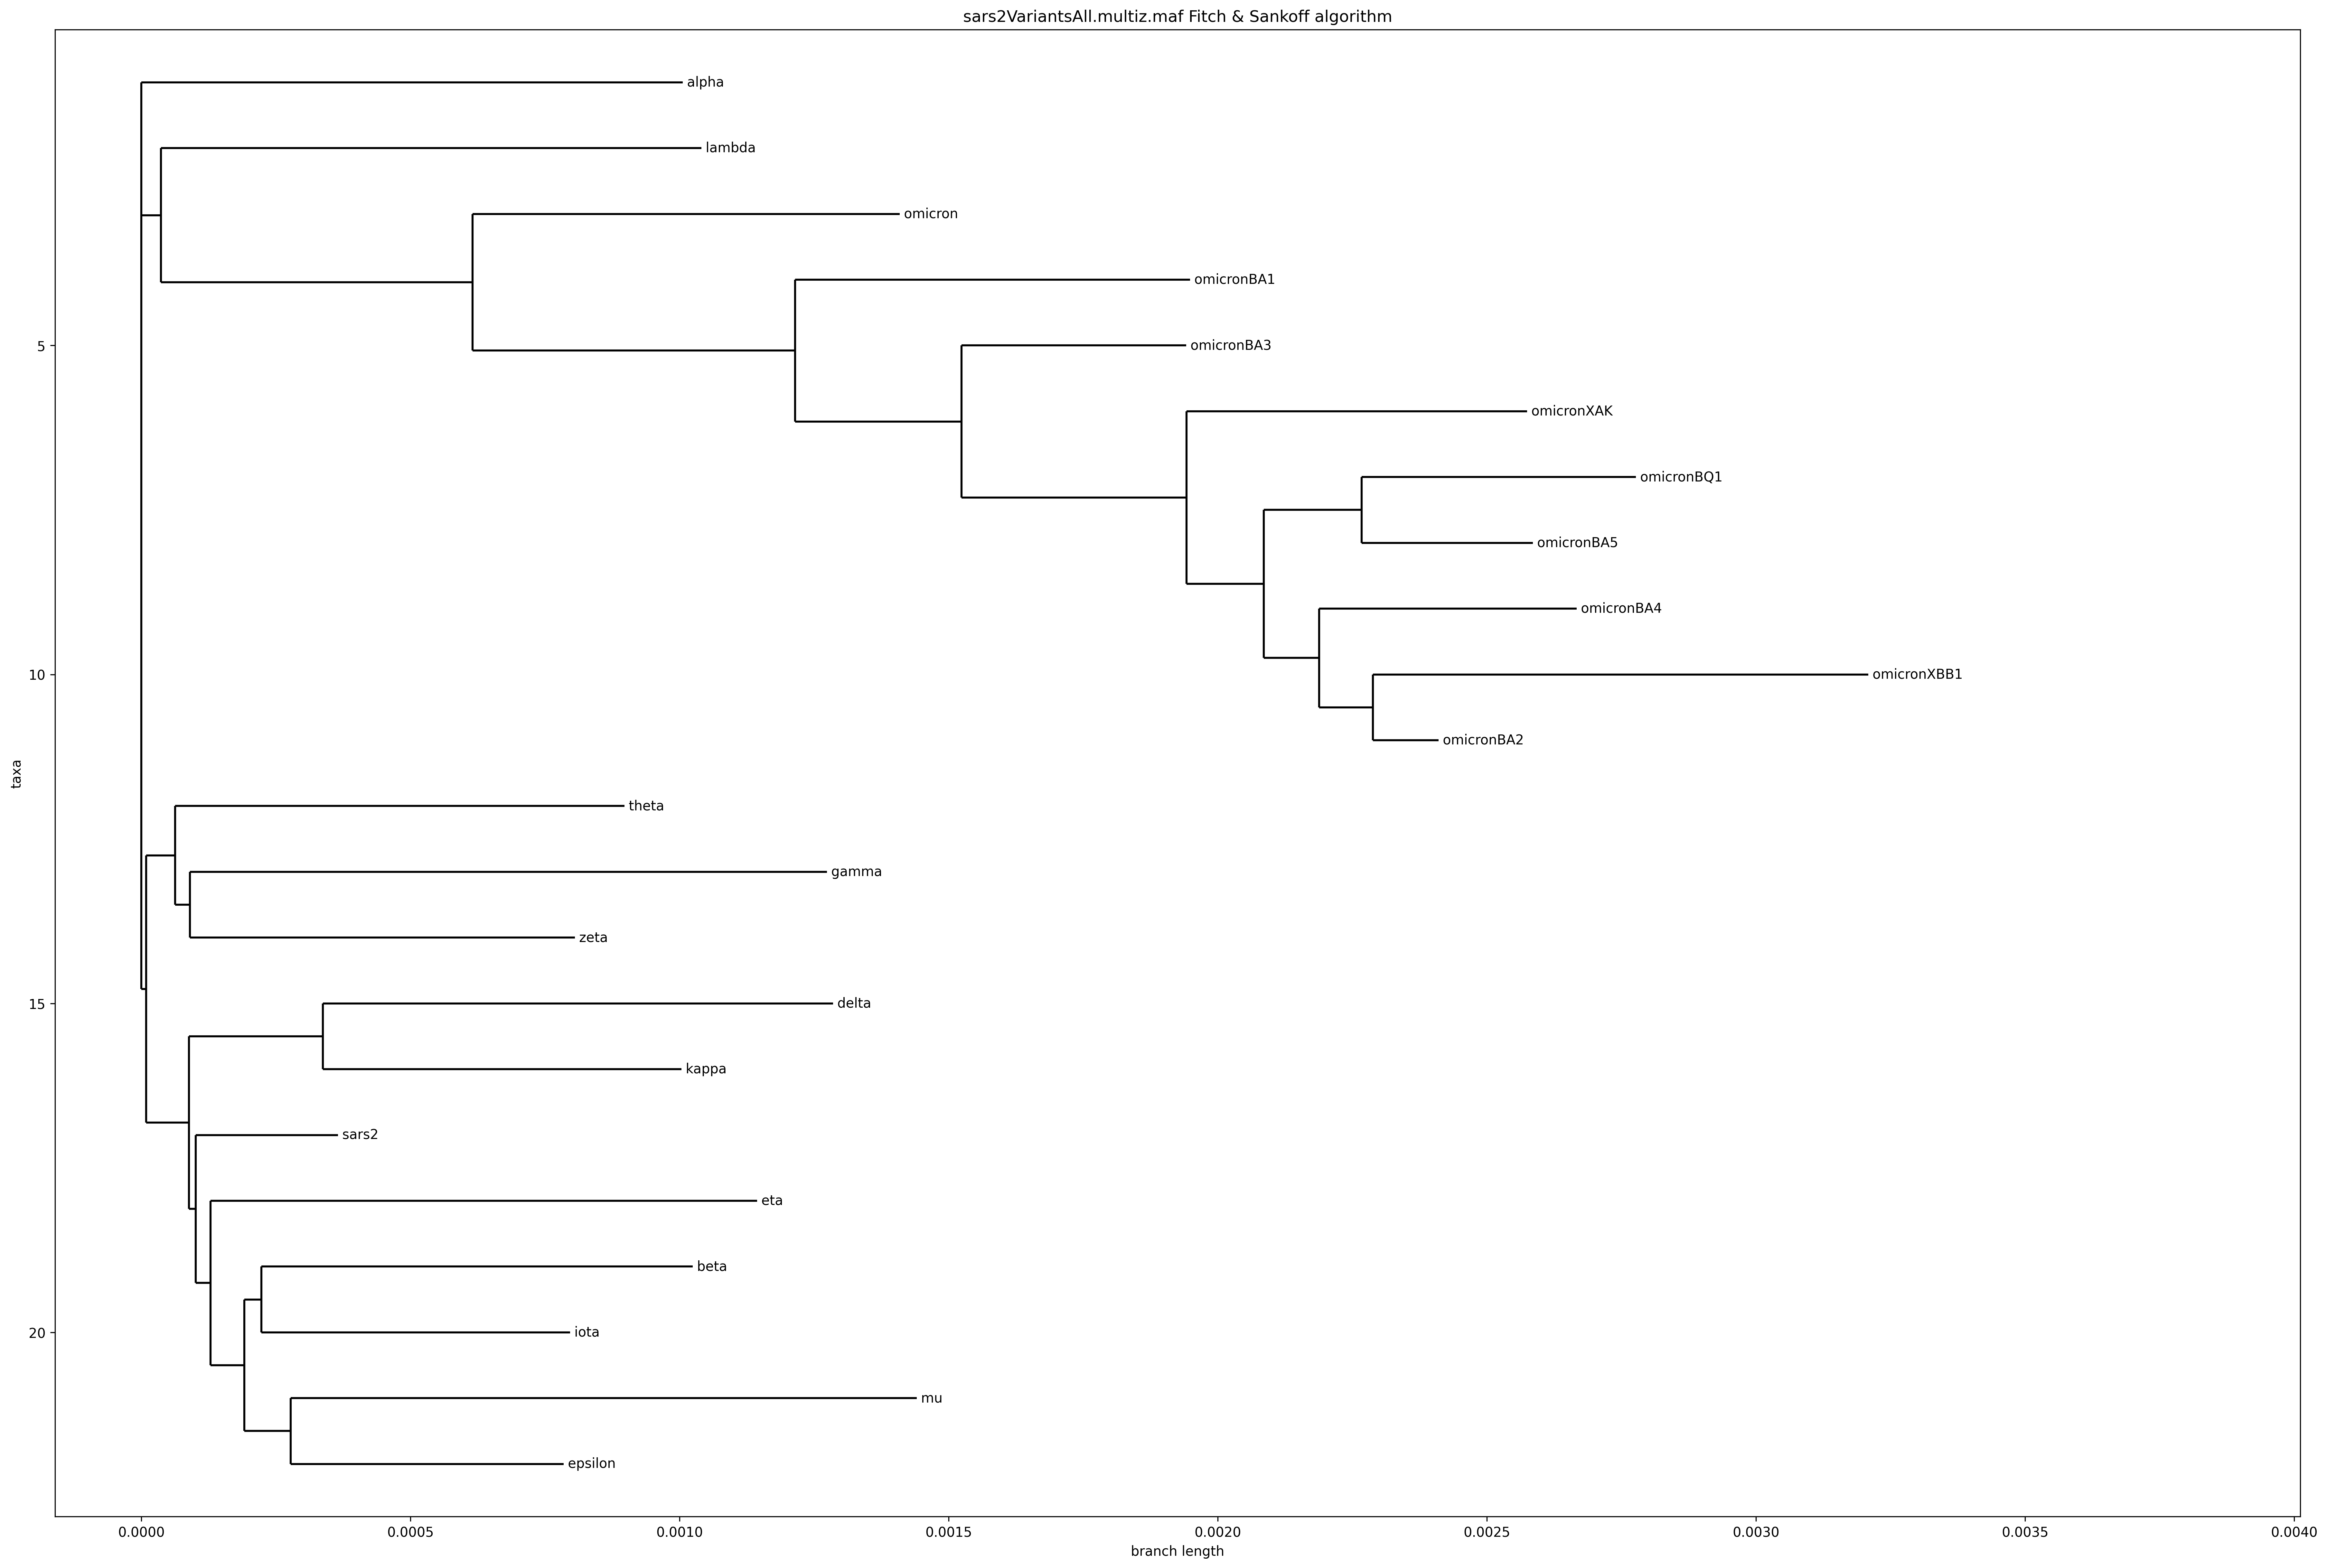 sars2VariantsAll.multiz.maf Fitch & Sankoff algorithm
alpha
lambda
omicron
omicronBA1
5
omicronBA3
omicronXAK
omicronBQ1
omicronBA5
omicronBA4
10
omicronXBB1
omicronBA2
taxa
theta
gamma
zeta
15
delta
kappa
sars2
eta
beta
20
iota
mu
epsilon
0.0000 0.0005 0.0010 0.0015 0.0020 0.0025 0.0030 0.0035 0.0040
branch length